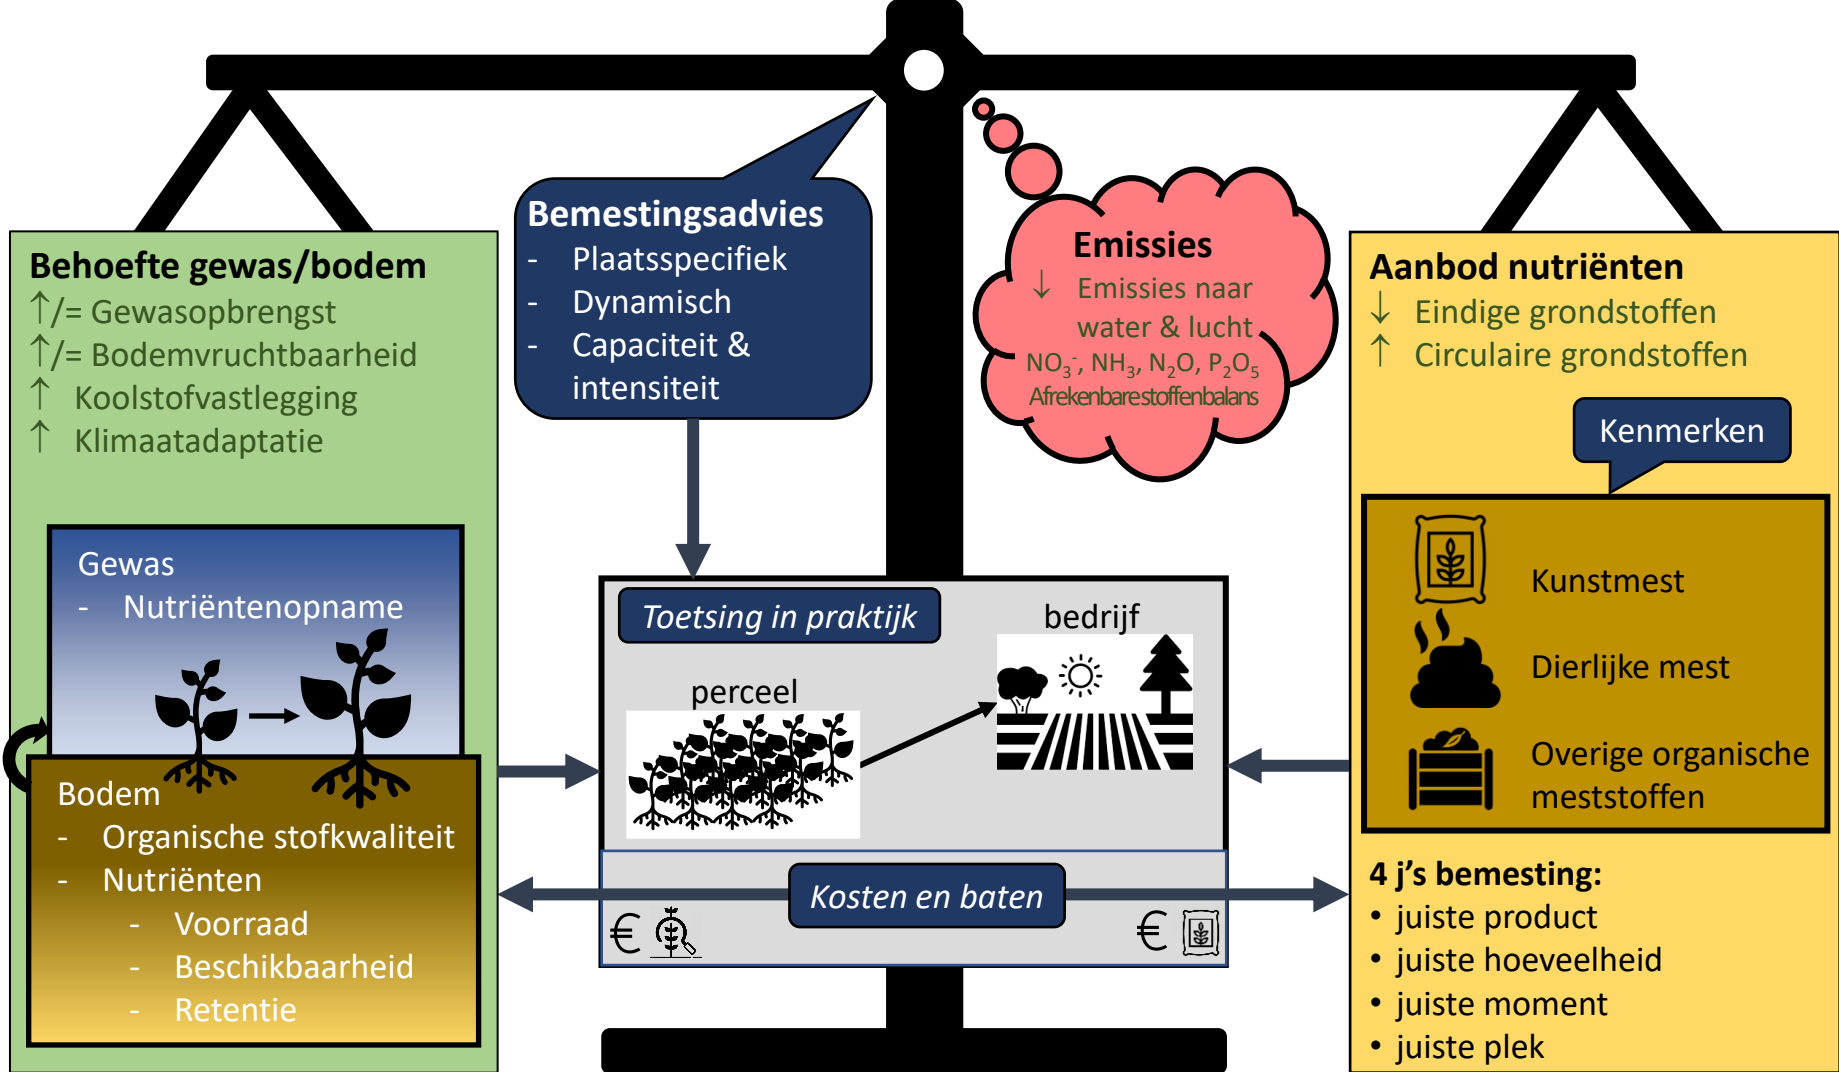 Behoefte gewas/bodem
↑/= Gewasopbrengst
↑/= Bodemvruchtbaarheid
↑ Koolstofvastlegging
↑ Klimaatadaptatie
Gewas
- Nutriëntenopname
Bodem
- Organische stofkwaliteit
- Nutriënten
- Voorraad
- Beschikbaarheid
- Retentie
Bemestingsadvies
- Plaatsspecifiek
- Dynamisch
- Capaciteit &
intensiteit
Emissies
↓ Emissies naar
water & lucht
NO₃⁻, NH₃, N₂O, P₂O₅
Afrekenbare stoffenbalans
Toetsing in praktijk
perceel
bedrijf
Kosten en baten
€
€
Aanbod nutriënten
↓ Eindige grondstoffen
↑ Circulaire grondstoffen
Kenmerken
Kunstmest
Dierlijke mest
Overige organische
meststoffen
4 j's bemesting:
• juiste product
• juiste hoeveelheid
• juiste moment
• juiste plek